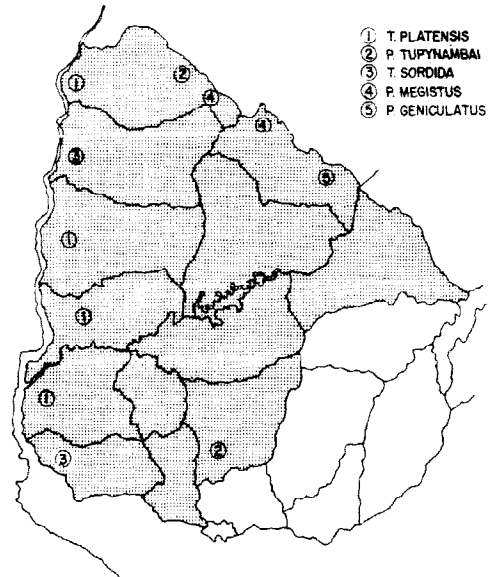 ① T. PLATENSIS
② P. TUPYNAMBAI
③ T. SORDIDA
④ P. MEGISTUS
⑤ P. GENICULATUS
②
①
④
④
③
⑤
①
①
①
②
③